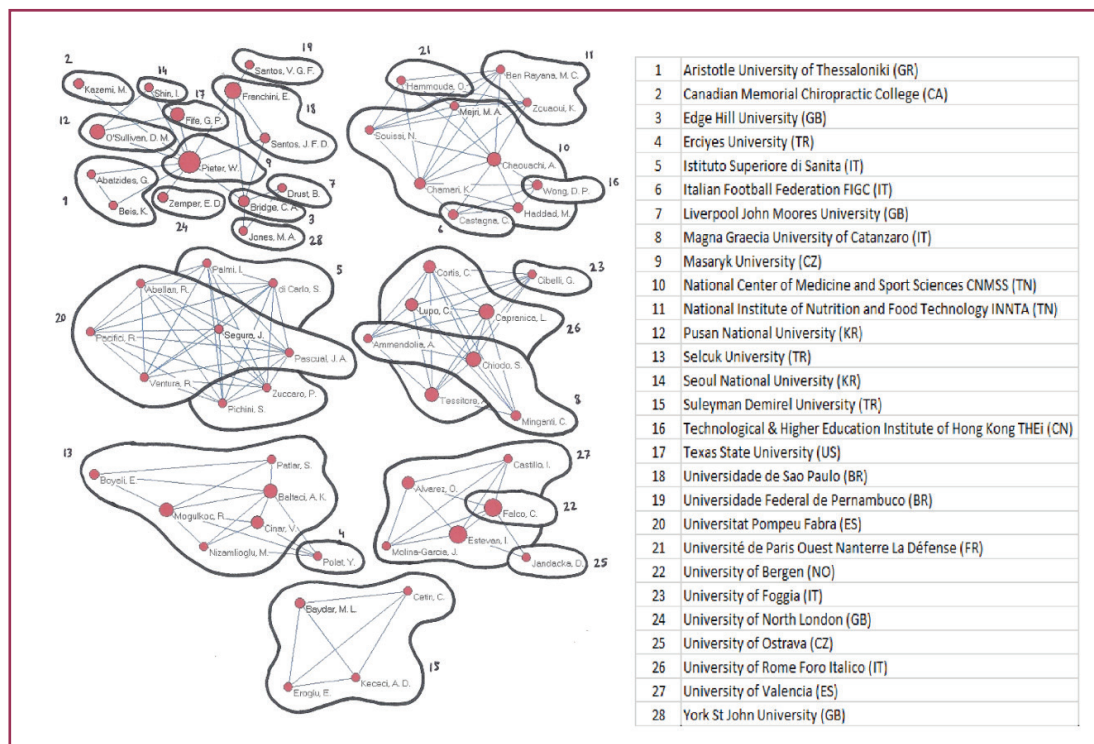 19
2
14
Santos, V. G. F.
Kazemi, M.
Shin, I.
17
Franchini, E.
12
Fife, G. P.
18
O'Sullivan, D. M.
Santos, J. F. D.
Pieter, W.
9
Abatzides, G.
7
Drust, B.
Zemper, E. D.
Bridge, C. A.
1
Beis, K.
3
24
Jones, M. A.
28
21
11
Ben Rayana, M. C.
Hammouda, O.
Mejri, M. A.
Zouaoui, K.
Souissi, N.
10
Chaouachi, A.
Chamari, K.
Wong, D. P.
16
Haddad, M.
6
Castagna, C.
5
Palmi, I.
Abellan, R.
di Carlo, S.
20
Pacifici, R.
Segura, J.
Pascual, J. A.
Ventura, R.
Zuccaro, P.
Pichini, S.
Cortis, C.
Cibelli, G.
23
Lupo, C.
Capranica, L.
26
Ammendolia, A.
Chiodo, S.
Tessitore,
8
Minganti, C.
13
Patlar, S.
Boyali, E.
Baltaci, A. K.
Mogulkoc, R.
Cinar, V.
4
Nizamlioglu, M.
Polat, Y.
27
Castillo, I.
Alvarez, O.
Falco, C.
22
Estevan, I.
Molina-Garcia, J.
Jandacka, D.
25
Cetin, C.
Baydar, M. L.
15
Kececi, A. D.
Eroglu, E.
1 Aristotle University of Thessaloniki (GR)
2 Canadian Memorial Chiropractic College (CA)
3 Edge Hill University (GB)
4 Erciyes University (TR)
5 Istituto Superiore di Sanita (IT)
6 Italian Football Federation FIGC (IT)
7 Liverpool John Moores University (GB)
8 Magna Graecia University of Catanzaro (IT)
9 Masaryk University (CZ)
10 National Center of Medicine and Sport Sciences CNMSS (TN)
11 National Institute of Nutrition and Food Technology INNTA (TN)
12 Pusan National University (KR)
13 Selcuk University (TR)
14 Seoul National University (KR)
15 Suleyman Demirel University (TR)
16 Technological & Higher Education Institute of Hong Kong THEi (CN)
17 Texas State University (US)
18 Universidade de Sao Paulo (BR)
19 Universidade Federal de Pernambuco (BR)
20 Universitat Pompeu Fabra (ES)
21 Université de Paris Ouest Nanterre La Défense (FR)
22 University of Bergen (NO)
23 University of Foggia (IT)
24 University of North London (GB)
25 University of Ostrava (CZ)
26 University of Rome Foro Italico (IT)
27 University of Valencia (ES)
28 York St John University (GB)